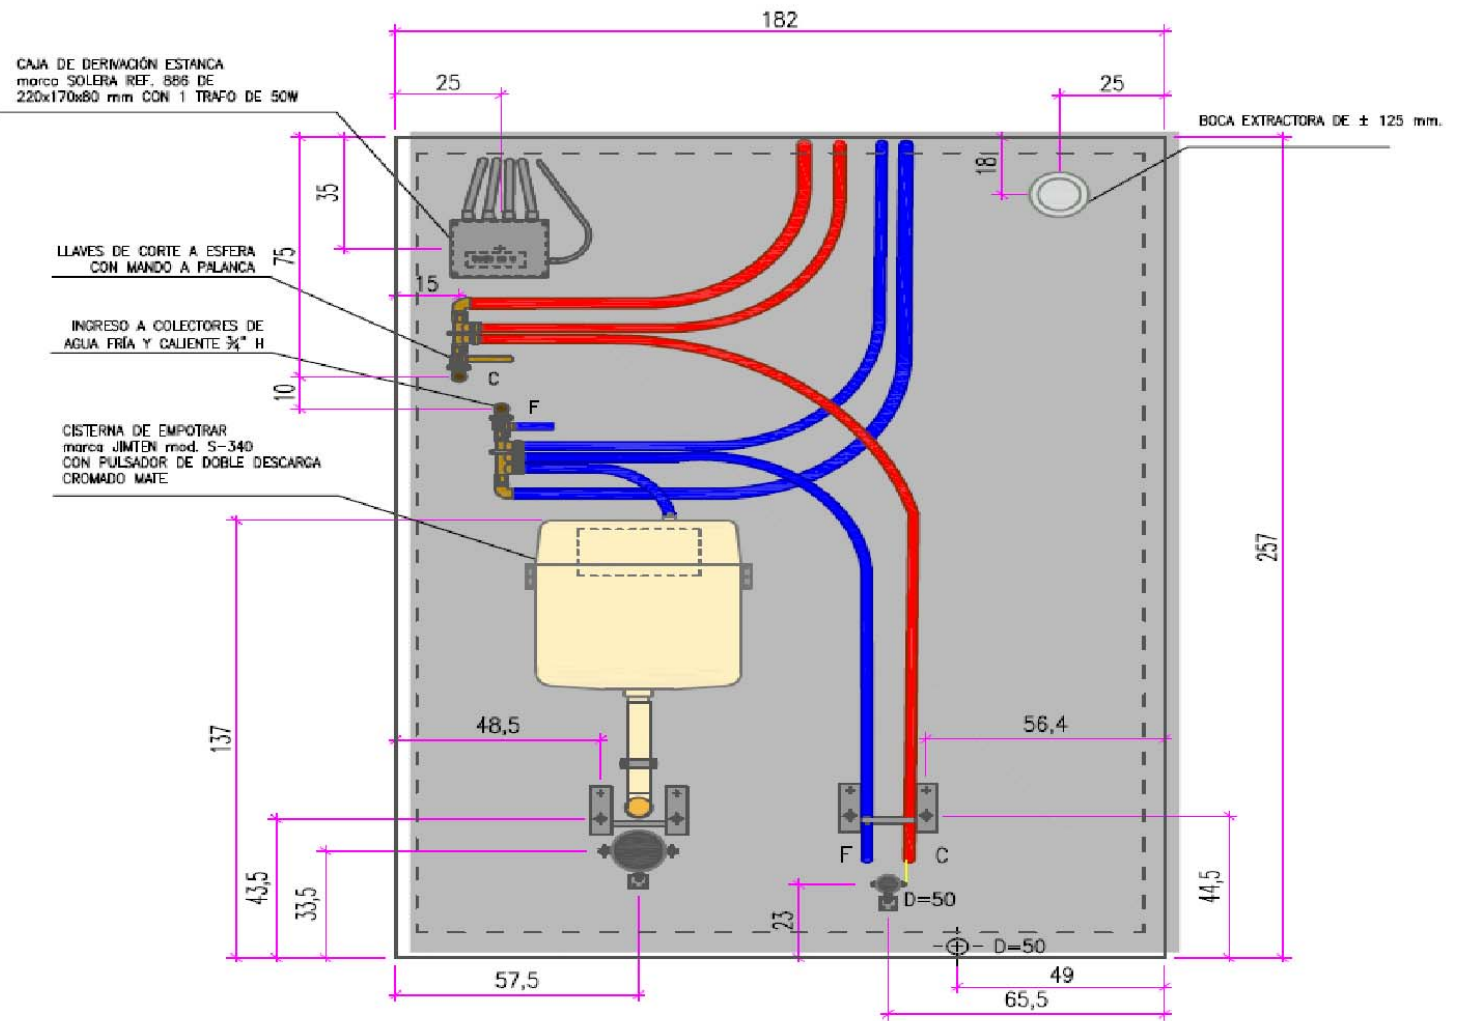 182
CAJA DE DERIVACIÓN ESTANCA
marca SOLERA REF. 886 DE
220x170x80 mm CON 1 TRAFO DE 50W
25
25
BOCA EXTRACTORA DE ± 125 mm.
18
35
75
LLAVES DE CORTE A ESFERA
CON MANDO A PALANCA
15
INGRESO A COLECTORES DE
AGUA FRÍA Y CALIENTE ¾" H
C
10
F
CISTERNA DE EMPOTRAR
marca JIMTEN mod. S-340
CON PULSADOR DE DOBLE DESCARGA
CROMADO MATE
257
137
48,5
56,4
F
C
43,5
33,5
23
D=50
44,5
D=50
57,5
49
65,5